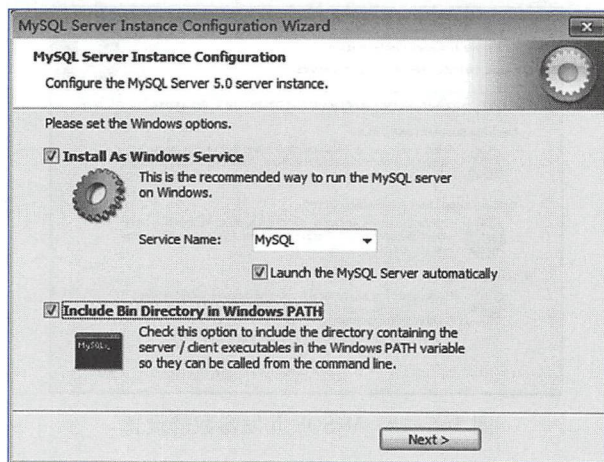 MySQL Server Instance Configuration Wizard
MySQL Server Instance Configuration
Configure the MySQL Server 5.0 server instance.
Please set the Windows options.
Install As Windows Service
This is the recommended way to run the MySQL server
on Windows.
Service Name: MySQL
Launch the MySQL Server automatically
Include Bin Directory in Windows PATH
Check this option to include the directory containing the
server / client executables in the Windows PATH variable
so they can be called from the command line.
MySQL>_
Next >